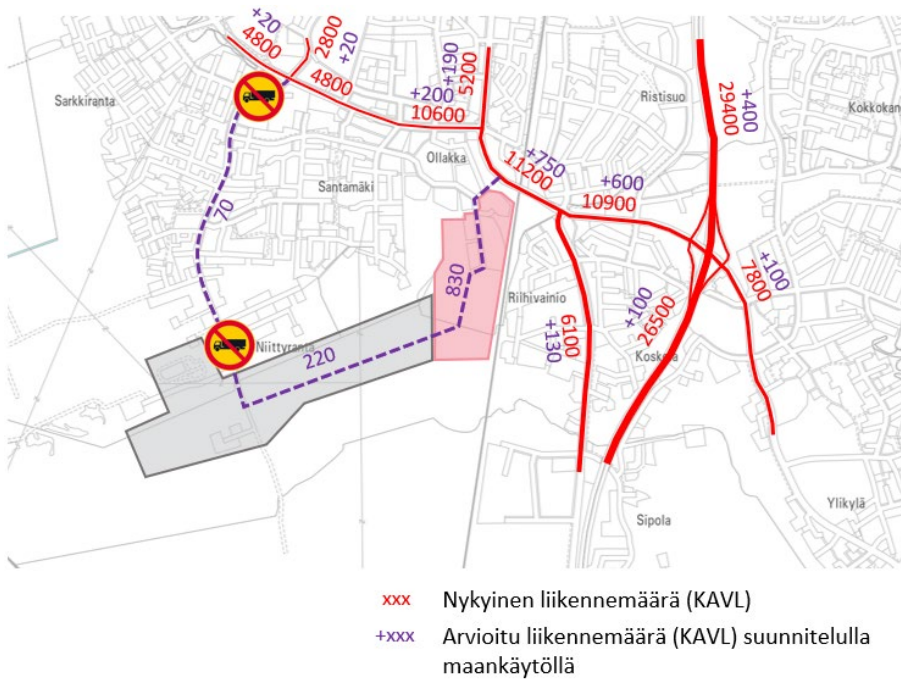 +20
4800
2800
+20
4800
+190
5200
+200
10600
29400
+400
Sarkkiranta
Ristisuo
Kokkokan
Ollakka
+750
11200
+600
10900
Santamäki
70
830
Riihivainio
+100
7800
6100
+130
+100
26500
Koskela
Niittyranta
220
Ylikylä
Sipola
xxx Nykyinen liikennemäärä (KAVL)
+xxx Arvioitu liikennemäärä (KAVL) suunnitelulla
maankäytöllä